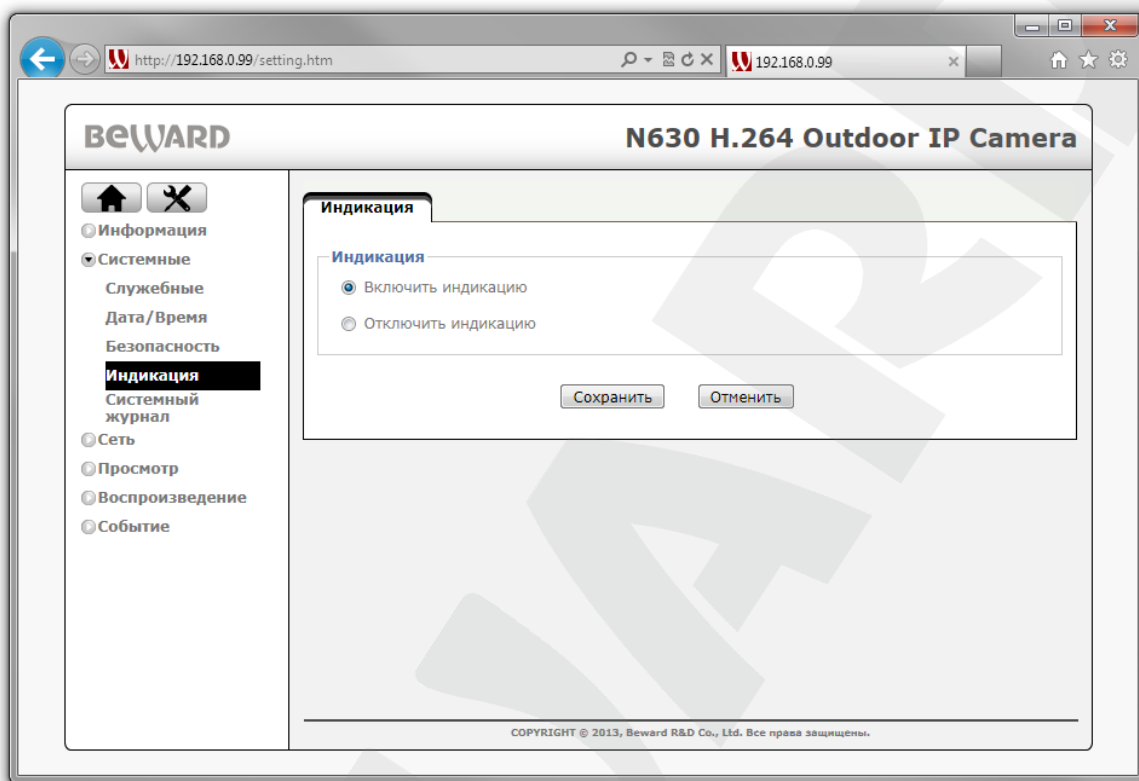 http://192.168.0.99/setting.htm
192.168.0.99
BEWARD
N630 H.264 Outdoor IP Camera
Информация
Системные
Служебные
Дата/Время
Безопасность
Индикация
Системный
журнал
Сеть
Просмотр
Воспроизведение
Событие
Индикация
Индикация
Включить индикацию
Отключить индикацию
Сохранить
Отменить
COPYRIGHT © 2013, Beward R&D Co., Ltd. Все права защищены.